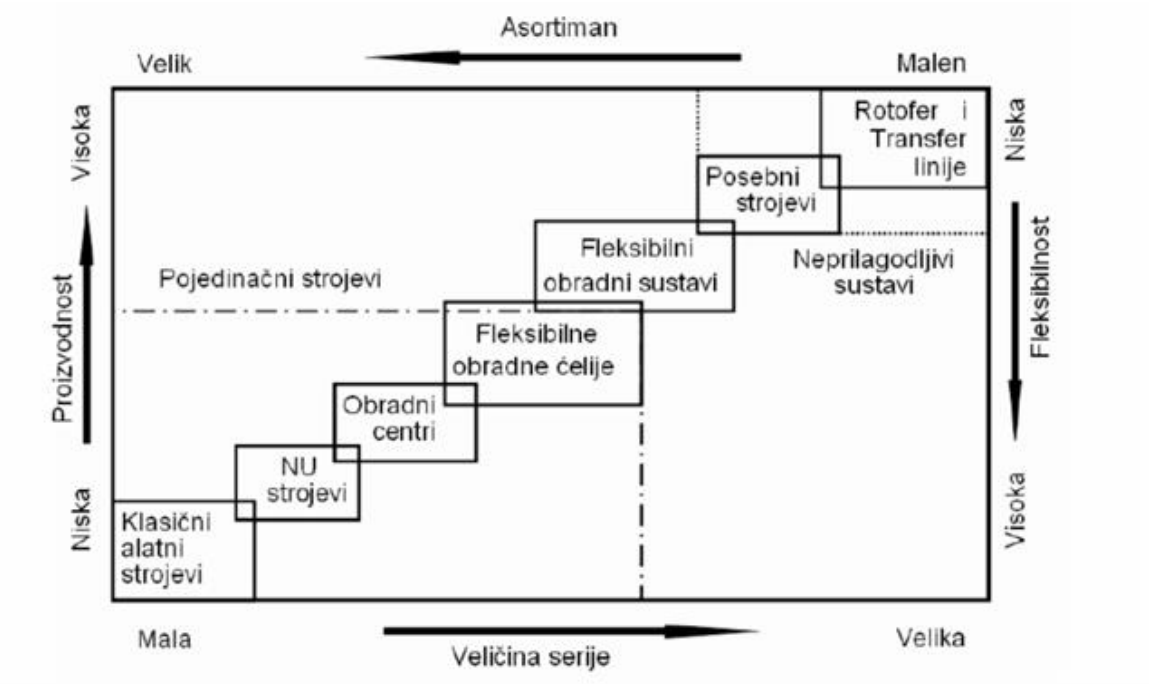 Asortiman
Velik
Malen
Visoka
Proizvodnost
Niska
Niska
Fleksibilnost
Visoka
Rotofer i
Transfer
linije
Posebni
strojevi
Neprilagodljivi
sustavi
Fleksibilni
obradni sustavi
Pojedinačni strojevi
Fleksibilne
obradne ćelije
Obradni
centri
NU
strojevi
Klasični
alatni
strojevi
Mala
Veličina serije
Velika